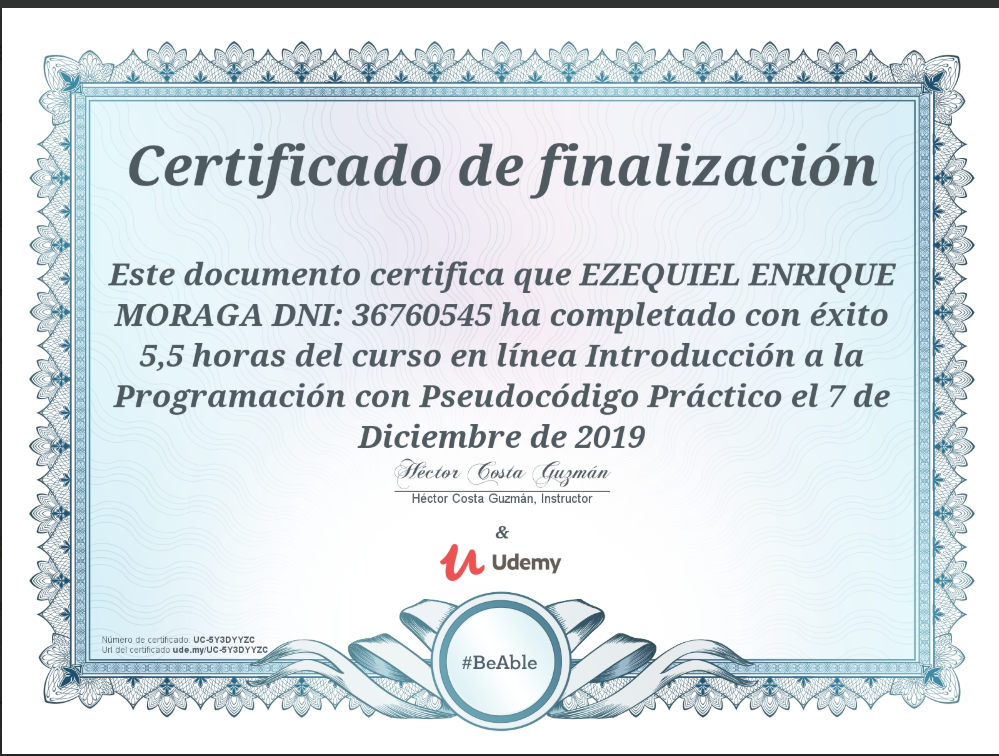 Certificado de finalización
Este documento certifica que EZEQUIEL ENRIQUE
MORAGA DNI: 36760545 ha completado con éxito
5,5 horas del curso en línea Introducción a la
Programación con Pseudocódigo Práctico el 7 de
Diciembre de 2019
Héctor Costa Guzmán
Héctor Costa Guzmán, Instructor
&
Udemy
Número de certificado: UC-5Y3DYYZC
Url del certificado ude.my/UC-5Y3DYYZC
#BeAble